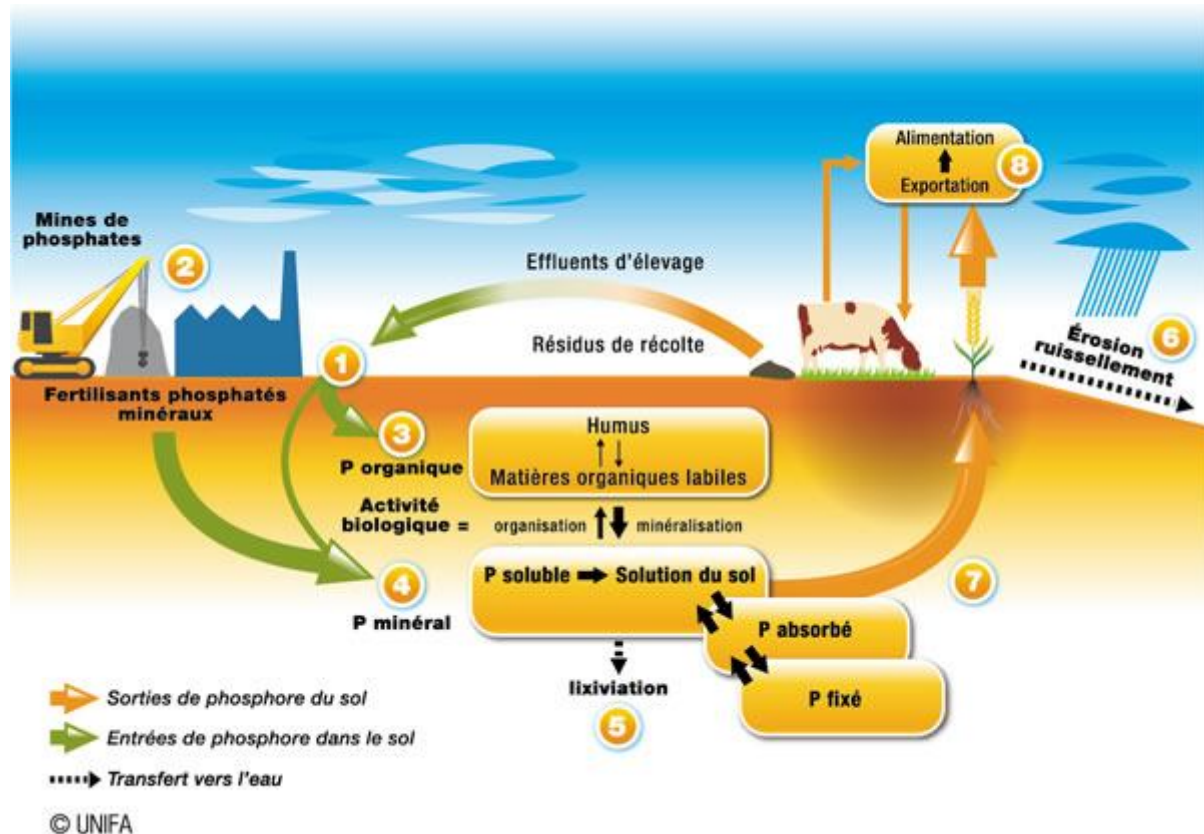 Alimentation
8
Exportation
Mines de
phosphates
2
Effluents d'élevage
Résidus de récolte
6
Érosion
ruissellement
1
Fertilisants phosphatés
minéraux
3
P organique
Humus
Matières organiques labiles
Activité
biologique =
organisation
minéralisation
4
P minéral
P soluble
Solution du sol
7
P absorbé
P fixé
lixiviation
5
Sorties de phosphore du sol
Entrées de phosphore dans le sol
Transfert vers l'eau
© UNIFA